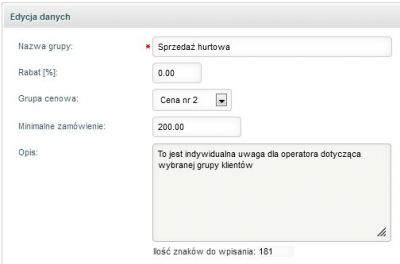 Edycja danych
Nazwa grupy: * Sprzedaż hurtowa
Rabat [%]: 0.00
Grupa cenowa: Cena nr 2
Minimalne zamówienie: 200.00
Opis: To jest indywidualna uwaga dla operatora dotycząca
wybranej grupy klientów
Ilość znaków do wpisania: 181